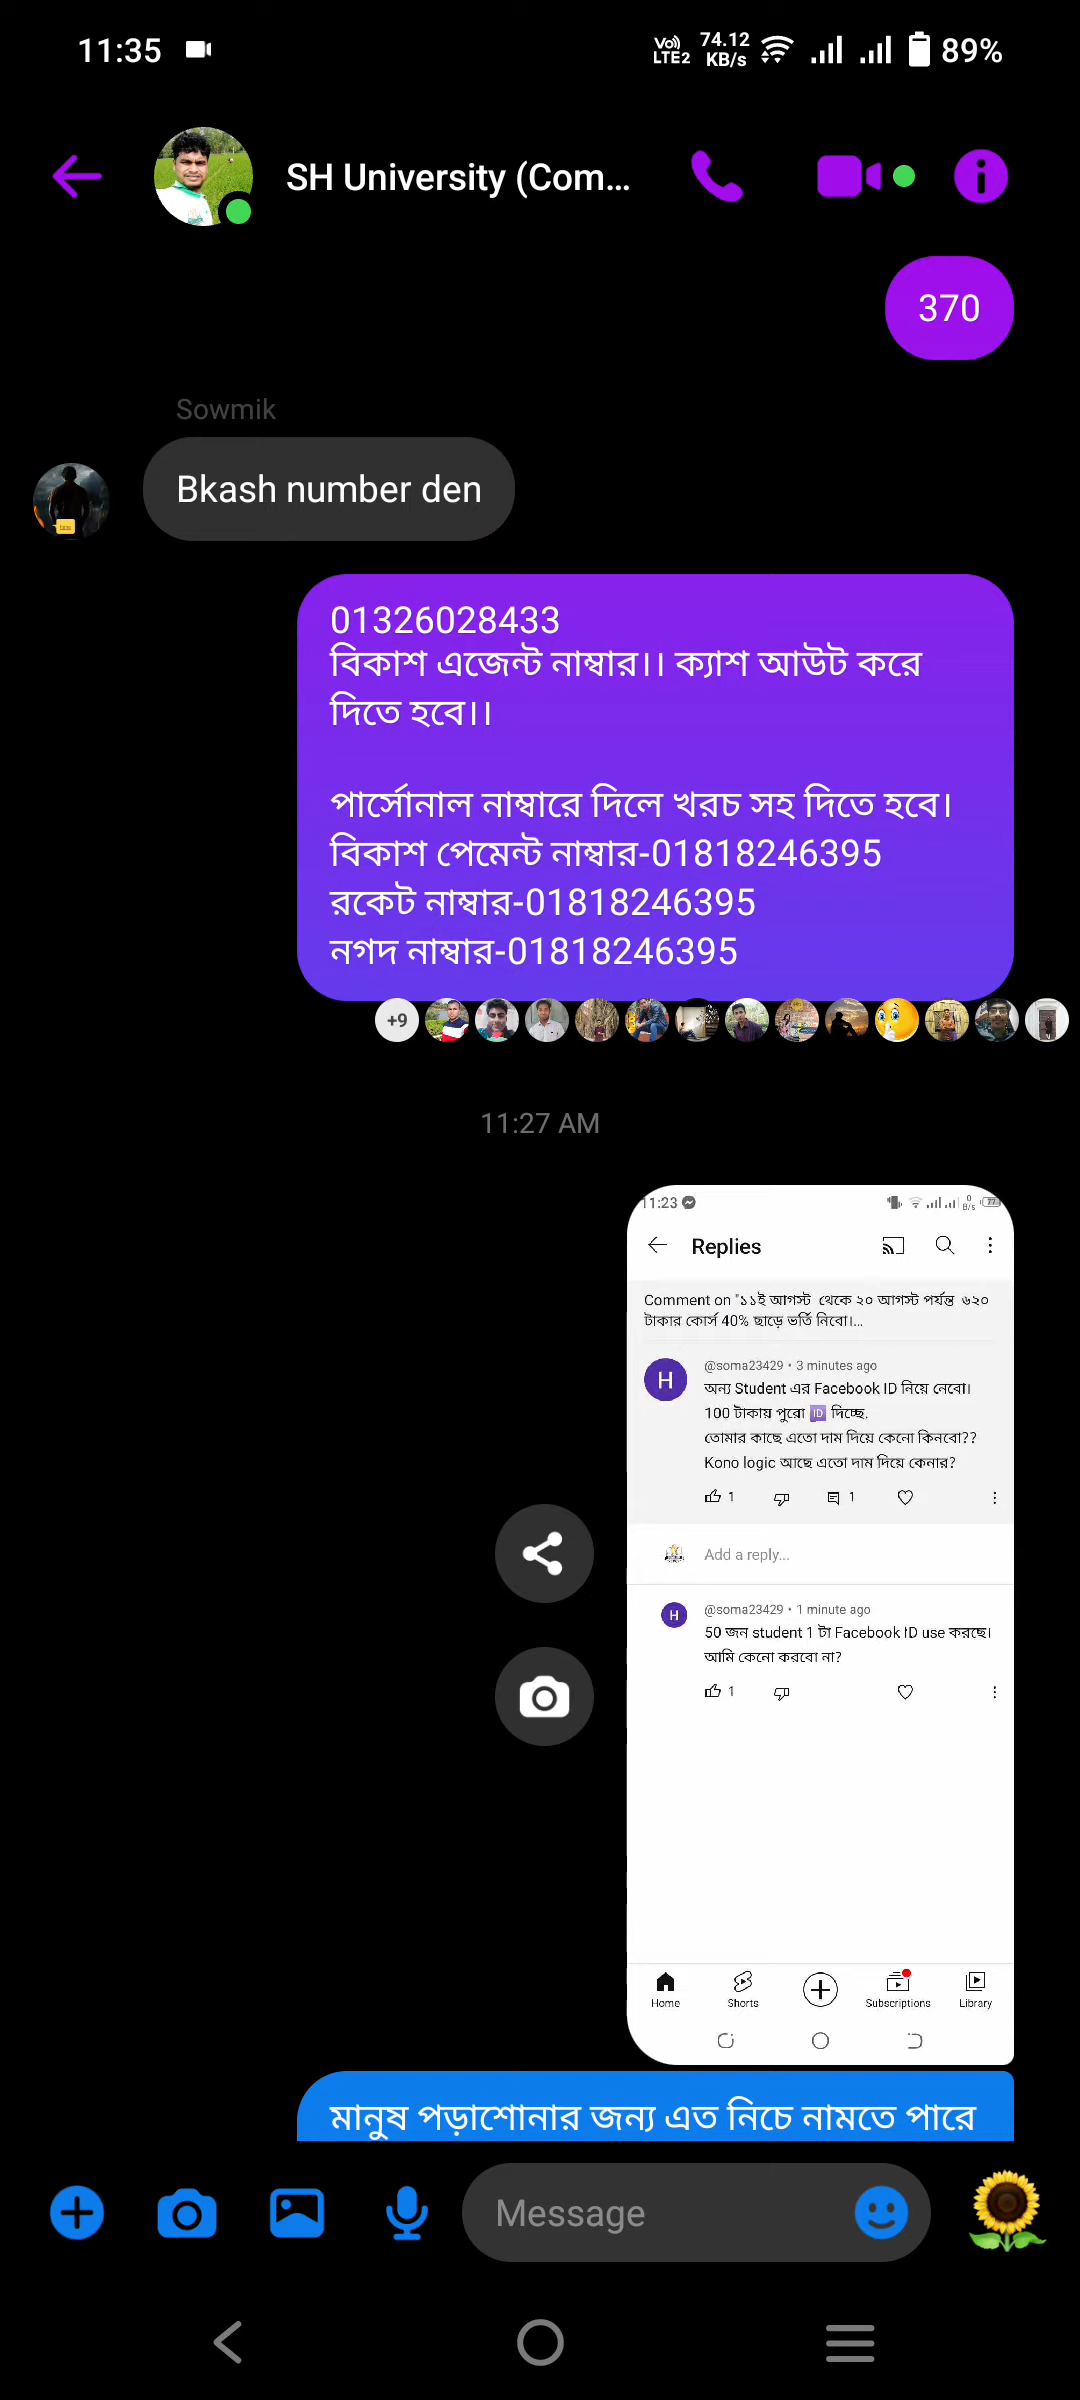 11:35
Vo) LTE2 74.12 KB/s 89%
SH University (Com...
370
Sowmik
Bkash number den
01326028433
বিকাশ এজেন্ট নাম্বার।। ক্যাশ আউট করে
দিতে হবে।।
পার্সোনাল নাম্বারে দিলে খরচ সহ দিতে হবে।
বিকাশ পেমেন্ট নাম্বার-01818246395
রকেট নাম্বার-01818246395
নগদ নাম্বার-01818246395
+9
11:27 AM
11:23 0 B/s 77
Replies
Comment on "১১ই আগস্ট থেকে ২০ আগস্ট পর্যন্ত ৬২০
টাকার কোর্স 40% ছাড়ে ভর্তি নিবো।...
H
@soma23429 • 3 minutes ago
অন্য Student এর Facebook ID নিয়ে নেবো।
100 টাকায় পুরো 🆔 দিচ্ছে.
তোমার কাছে এতো দাম দিয়ে কেনো কিনবো??
Kono logic আছে এতো দাম দিয়ে কেনার?
1 1
Add a reply...
H
@soma23429 • 1 minute ago
50 জন student 1 টা Facebook ID use করছে।
আমি কেনো করবো না?
1
Home Shorts Subscriptions Library
মানুষ পড়াশোনার জন্য এত নিচে নামতে পারে
Message